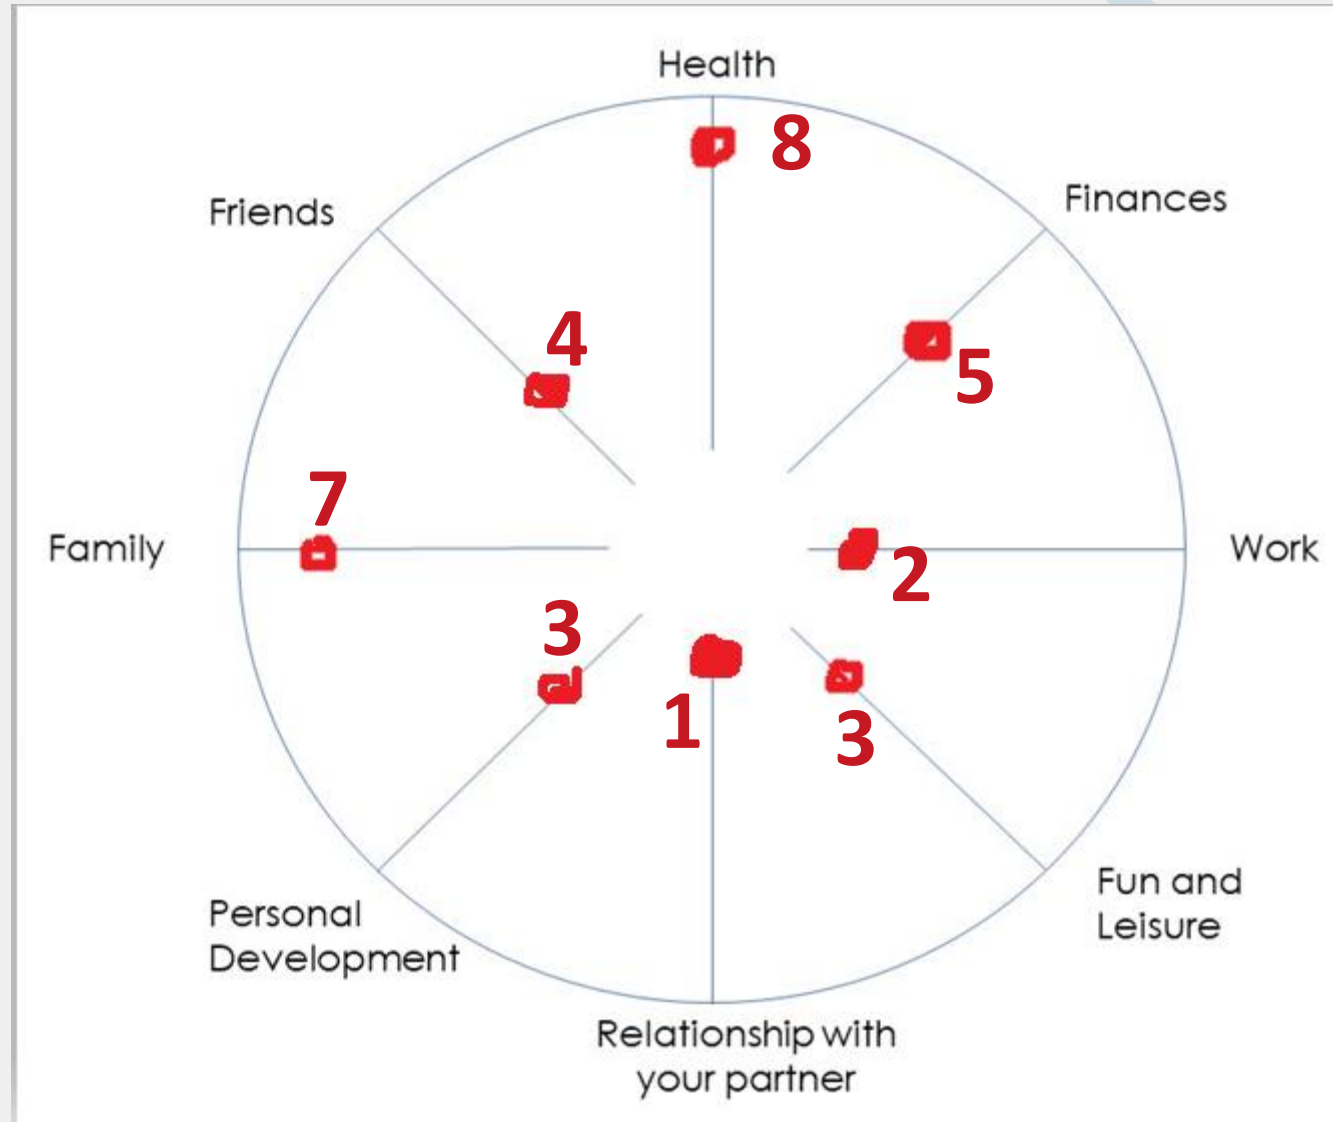 Health
8
Friends
Finances
4
5
7
Family
Work
2
3
1
3
Fun and
Leisure
Personal
Development
Relationship with
your partner